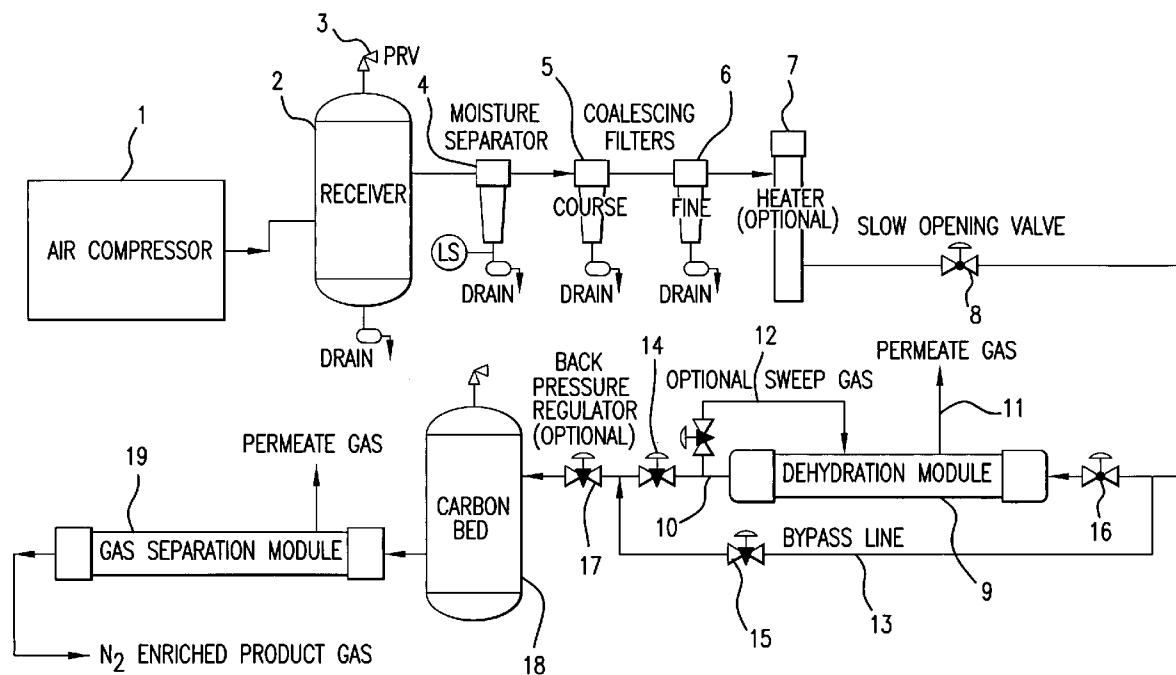 3
PRV
2
4
5
6
7
1
MOISTURE
SEPARATOR
COALESCING
FILTERS
AIR COMPRESSOR
RECEIVER
COURSE
FINE
HEATER
(OPTIONAL)
SLOW OPENING VALVE
LS
DRAIN
DRAIN
DRAIN
8
DRAIN
BACK
PRESSURE
REGULATOR
(OPTIONAL)
14
12
OPTIONAL SWEEP GAS
PERMEATE GAS
11
PERMEATE GAS
19
GAS SEPARATION MODULE
CARBON
BED
DEHYDRATION MODULE
10
16
17
BYPASS LINE
9
15
13
18
N2 ENRICHED PRODUCT GAS